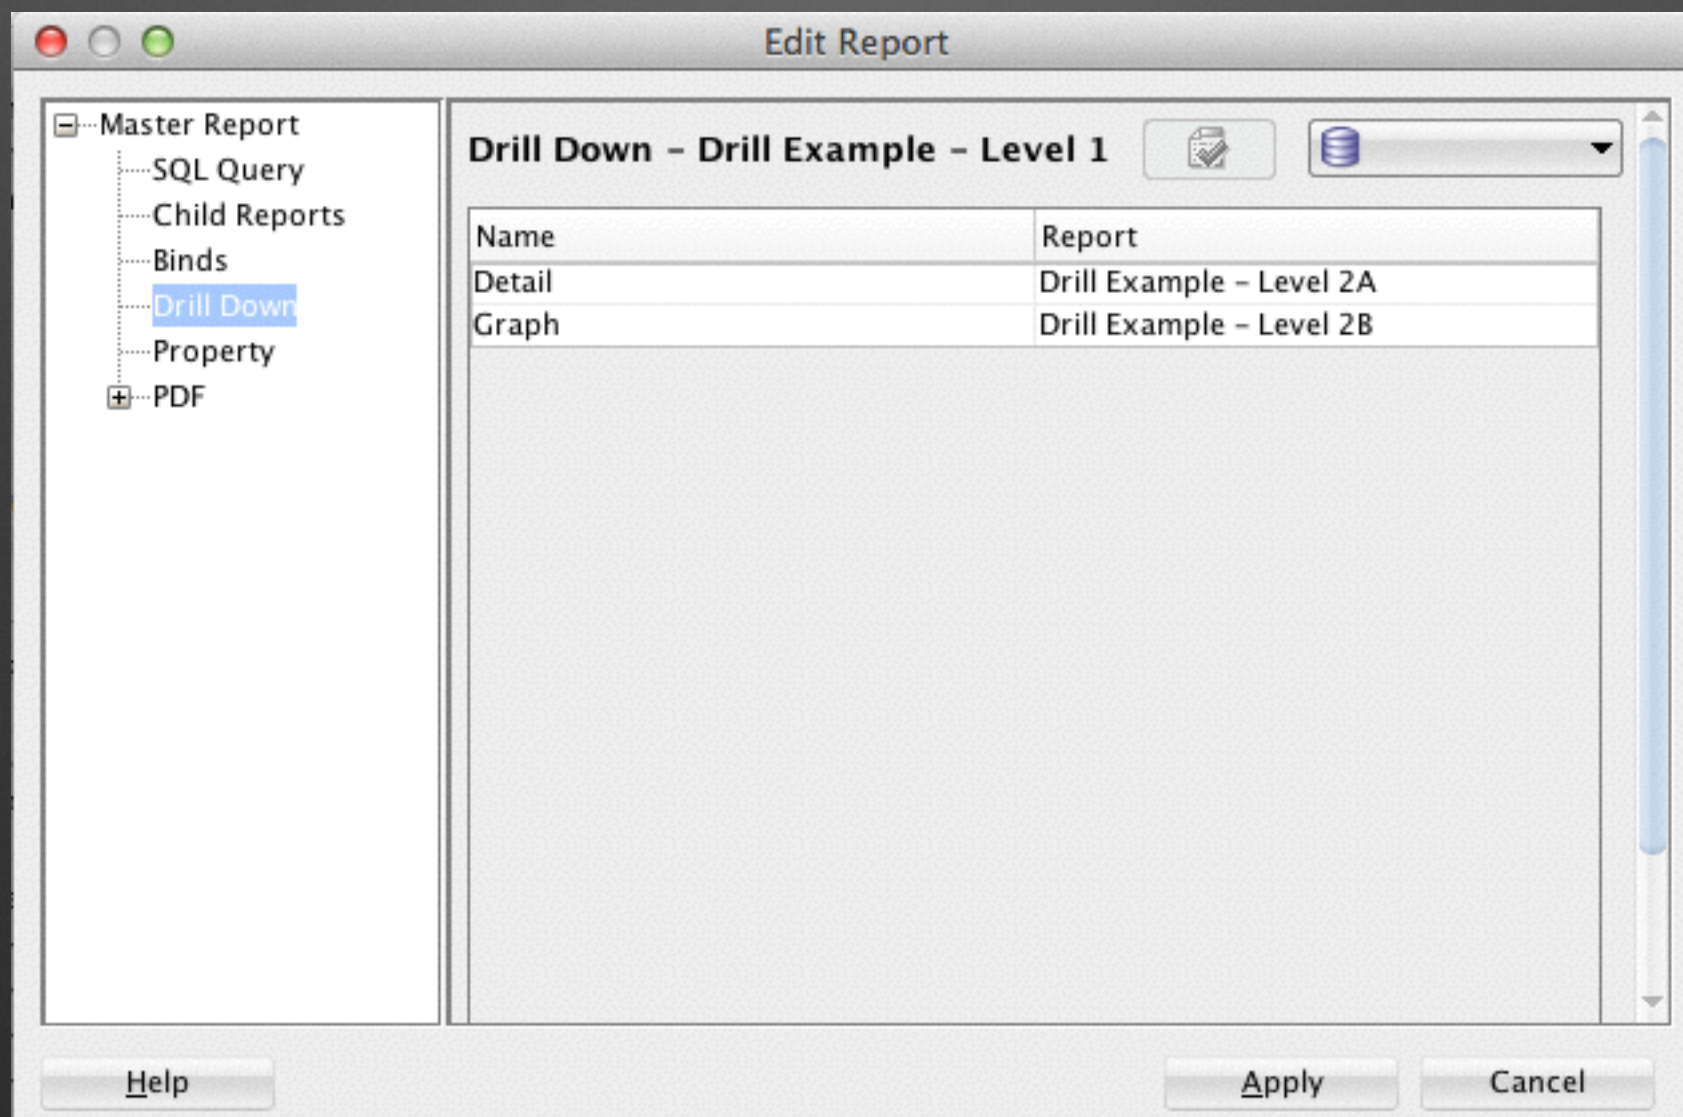 Edit Report
Master Report
SQL Query
Child Reports
Binds
Drill Down
Property
PDF
Drill Down – Drill Example – Level 1
Name Report
Detail Drill Example – Level 2A
Graph Drill Example – Level 2B
Help Apply Cancel